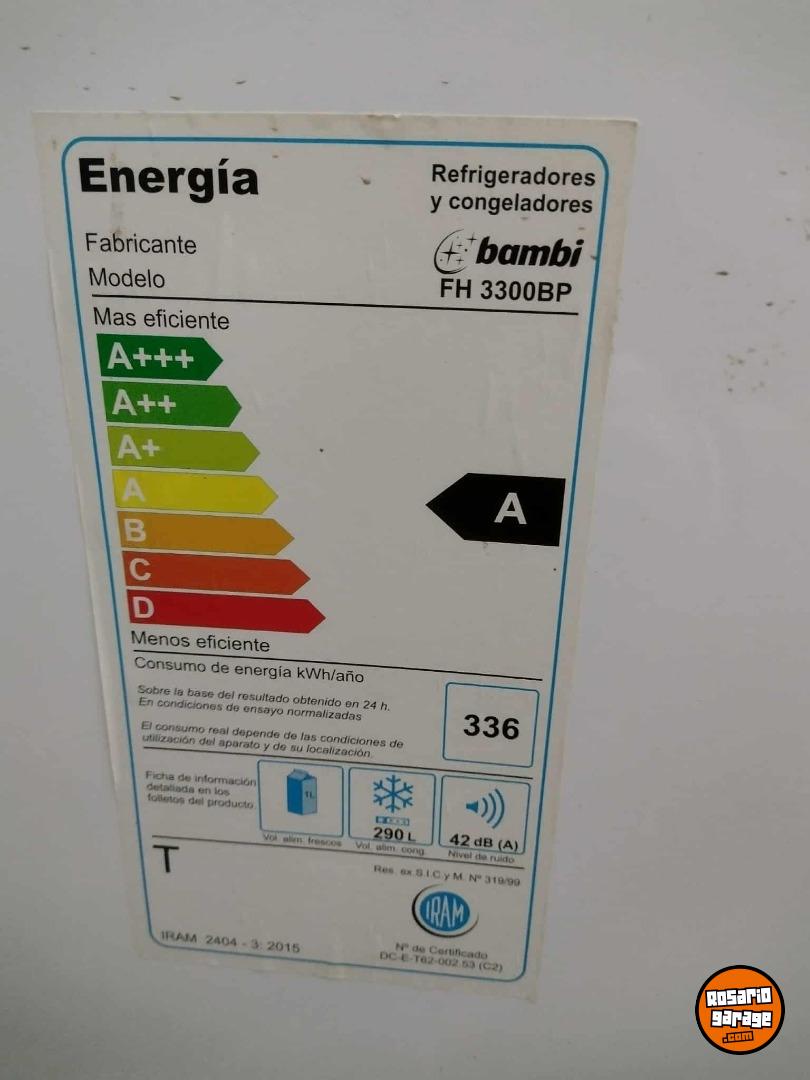 Energía
Refrigeradores
y congeladores
Fabricante
bambi
Modelo
FH 3300BP
Mas eficiente
A+++
A++
A+
A
A
B
C
D
Menos eficiente
Consumo de energía kWh/año
Sobre la base del resultado obtenido en 24 h.
En condiciones de ensayo normalizadas
336
El consumo real depende de las condiciones de
utilización del aparato y de su localización.
Ficha de información
detallada en los
folletos del producto.
1L
Vol. alim. frescos
290 L
Vol. alim. cong.
42 dB (A)
Nivel de ruido
T
Res. ex.S.I.C.y M. Nº 319/99
IRAM
IRAM 2404 - 3: 2015
Nº de Certificado
DC-E-T62-002.53 (C2)
Rosario
garage
.com